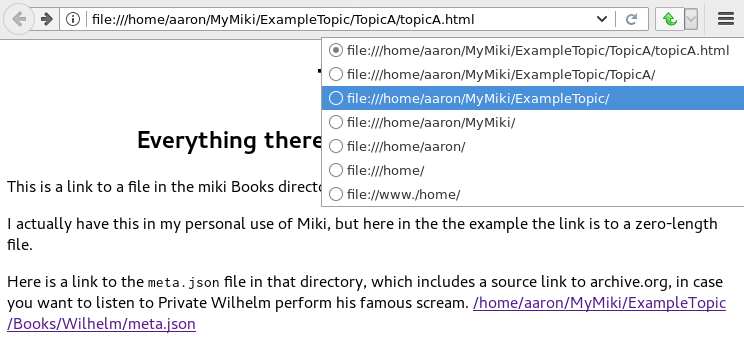 file:///home/aaron/MyMiki/ExampleTopic/TopicA/topicA.html
file:///home/aaron/MyMiki/ExampleTopic/TopicA/topicA.html
file:///home/aaron/MyMiki/ExampleTopic/TopicA/
file:///home/aaron/MyMiki/ExampleTopic/
file:///home/aaron/MyMiki/
file:///home/aaron/
file:///home/
file://www./home/
Everything there
This is a link to a file in the miki Books
I actually have this in my personal use of Miki, but here in the the example the link is to a zero-length
file.
Here is a link to the meta.json file in that directory, which includes a source link to archive.org, in case
you want to listen to Private Wilhelm perform his famous scream. /home/aaron/MyMiki/ExampleTopic
/Books/Wilhelm/meta.json